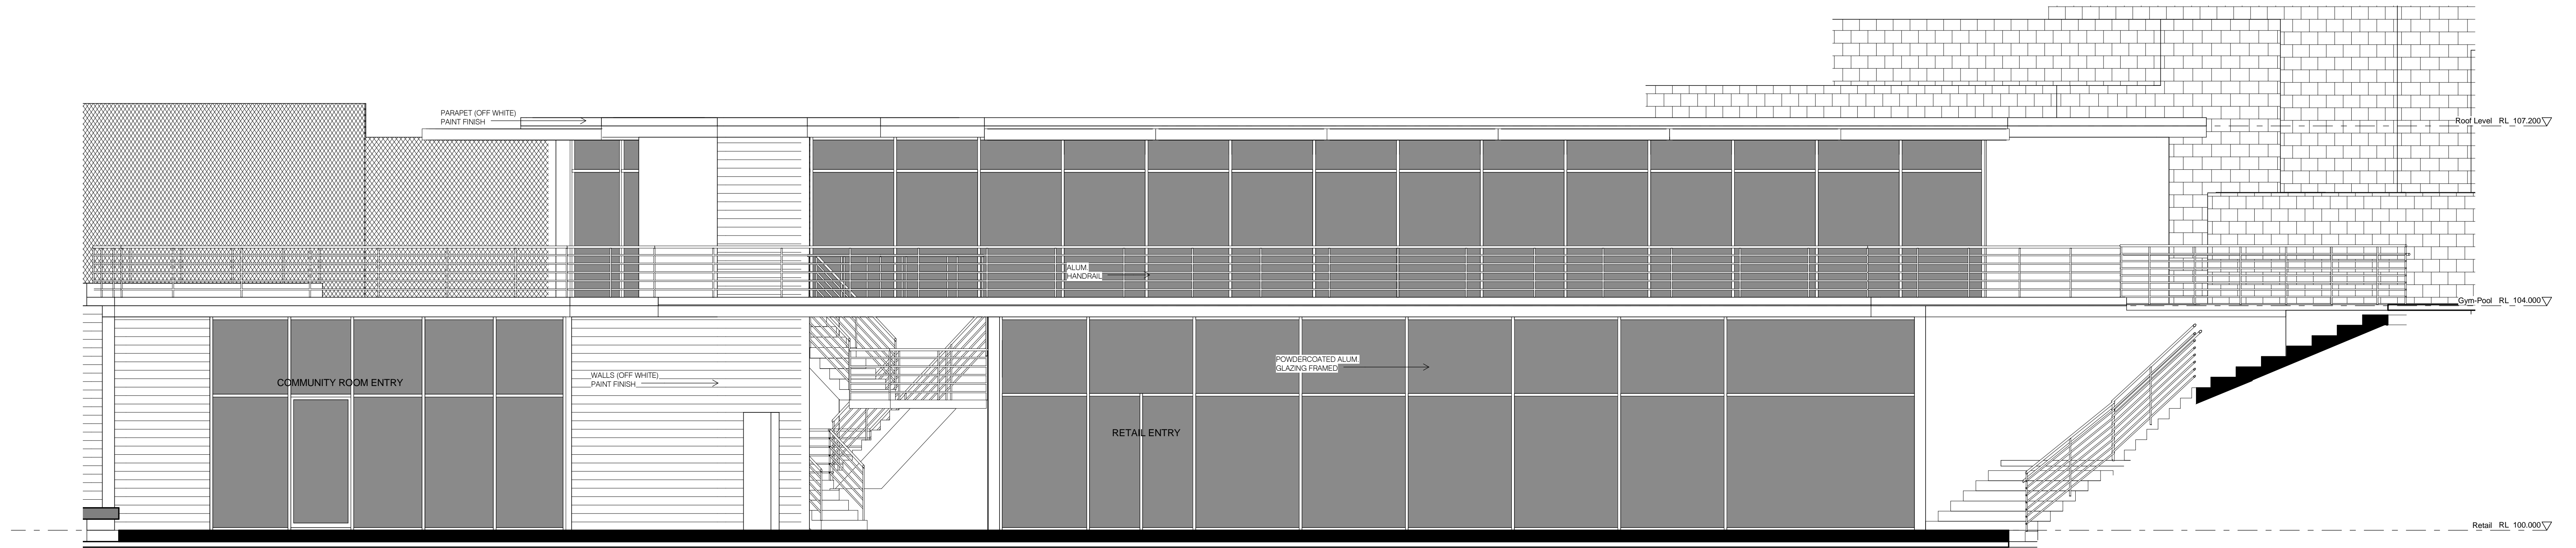 PARAPET (OFF WHITE)
PAINT FINISH
Roof Level RL 107.200
ALUM.
HANDRAIL
Gym-Pool RL 104.000
POWDERCOATED ALUM.
GLAZING FRAMED
WALLS (OFF WHITE)
PAINT FINISH
COMMUNITY ROOM ENTRY
RETAIL ENTRY
Retail RL 100.000